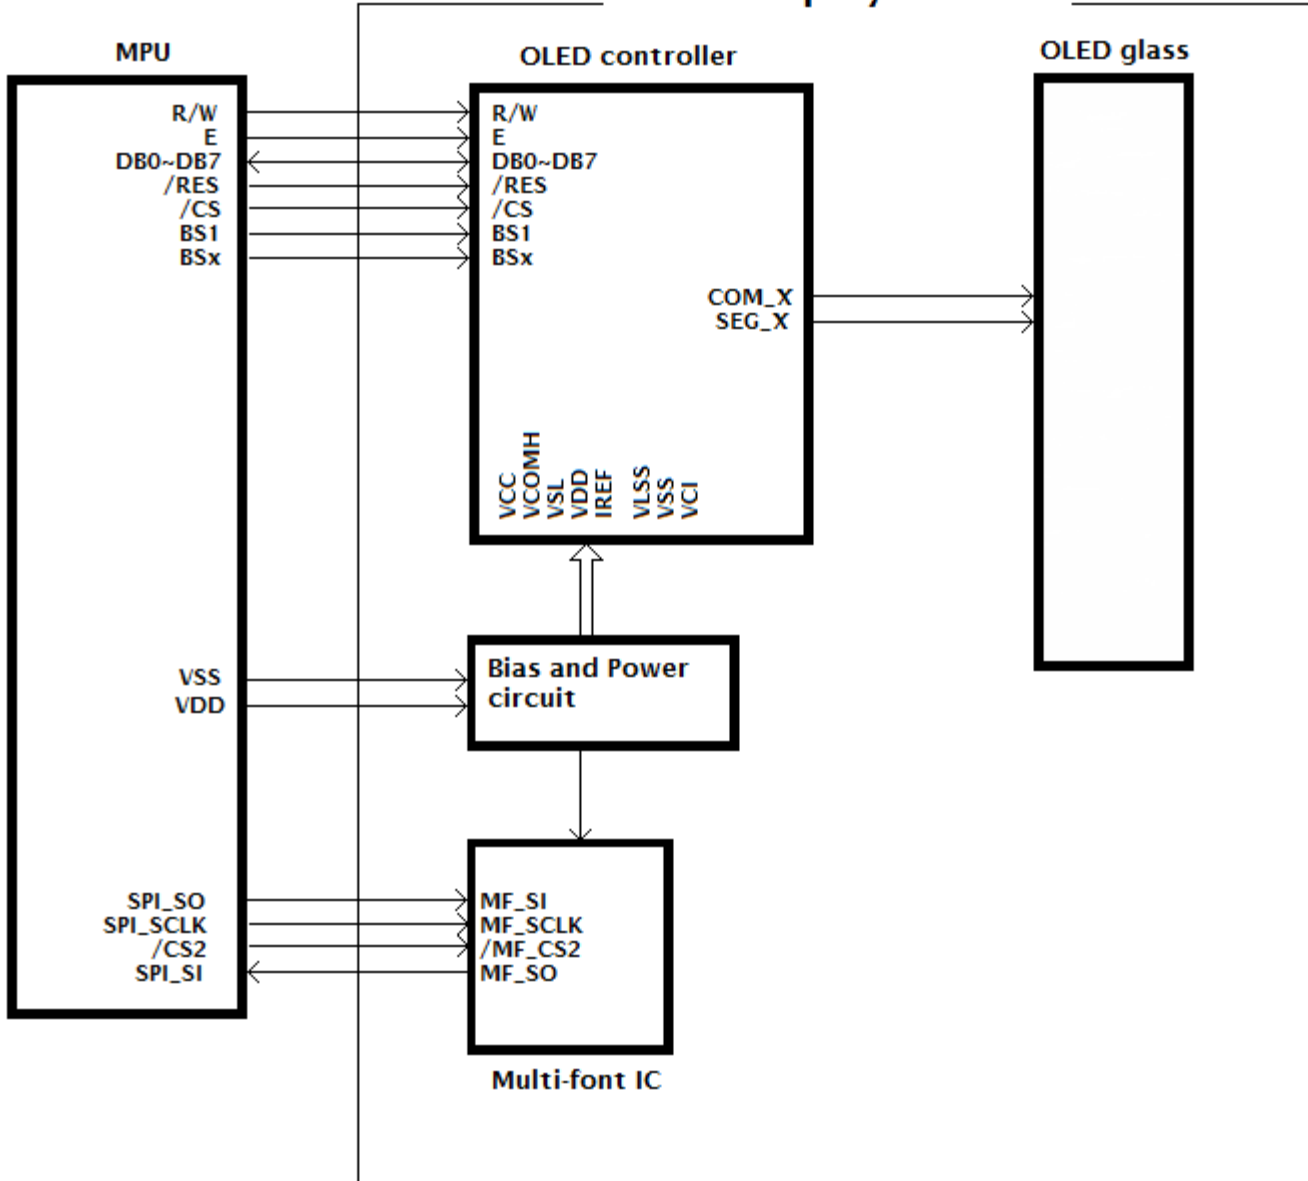 MPU
OLED controller
OLED glass
R/W
E
DB0~DB7
/RES
/CS
BS1
BSx
R/W
E
DB0~DB7
/RES
/CS
BS1
BSx
COM_X
SEG_X
VCC
VCOMH
VSL
VDD
IREF
VLSS
VSS
VCI
VSS
VDD
Bias and Power
circuit
SPI_SO
SPI_SCLK
/CS2
SPI_SI
MF_SI
MF_SCLK
/MF_CS2
MF_SO
Multi-font IC